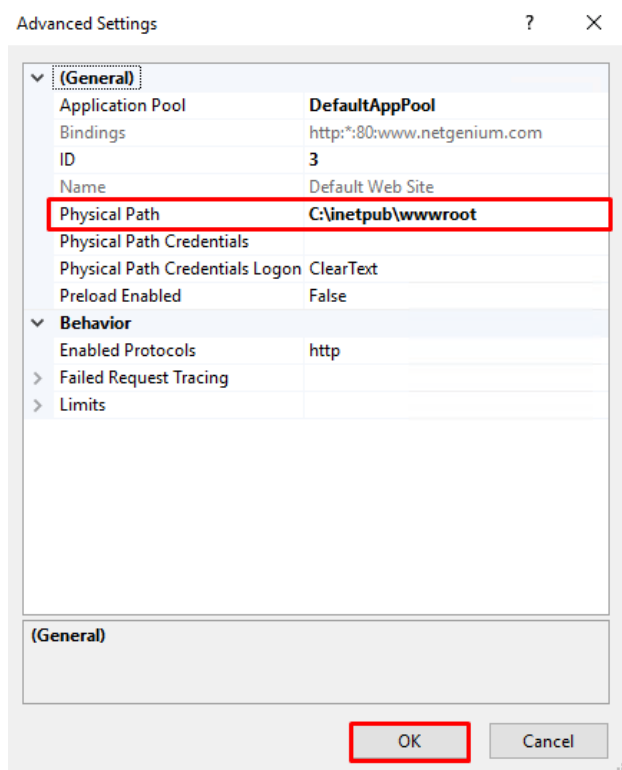 Advanced Settings ?
(General)
Application Pool DefaultAppPool
Bindings http:*:80:www.netgenium.com
ID 3
Name Default Web Site
Physical Path C:\inetpub\wwwroot
Physical Path Credentials
Physical Path Credentials Logon ClearText
Preload Enabled False
Behavior
Enabled Protocols http
Failed Request Tracing
Limits
(General)
OK Cancel